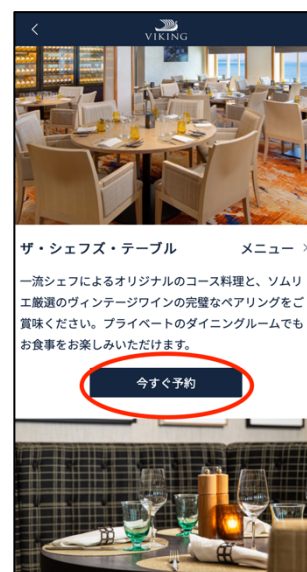 VIKING
ザ・シェフズ・テーブル メニュー
一流シェフによるオリジナルのコース料理と、ソムリ
エ厳選のヴィンテージワインの完璧なペアリングをご
賞味ください。プライベートのダイニングルームでも
お食事をお楽しみいただけます。
今すぐ予約